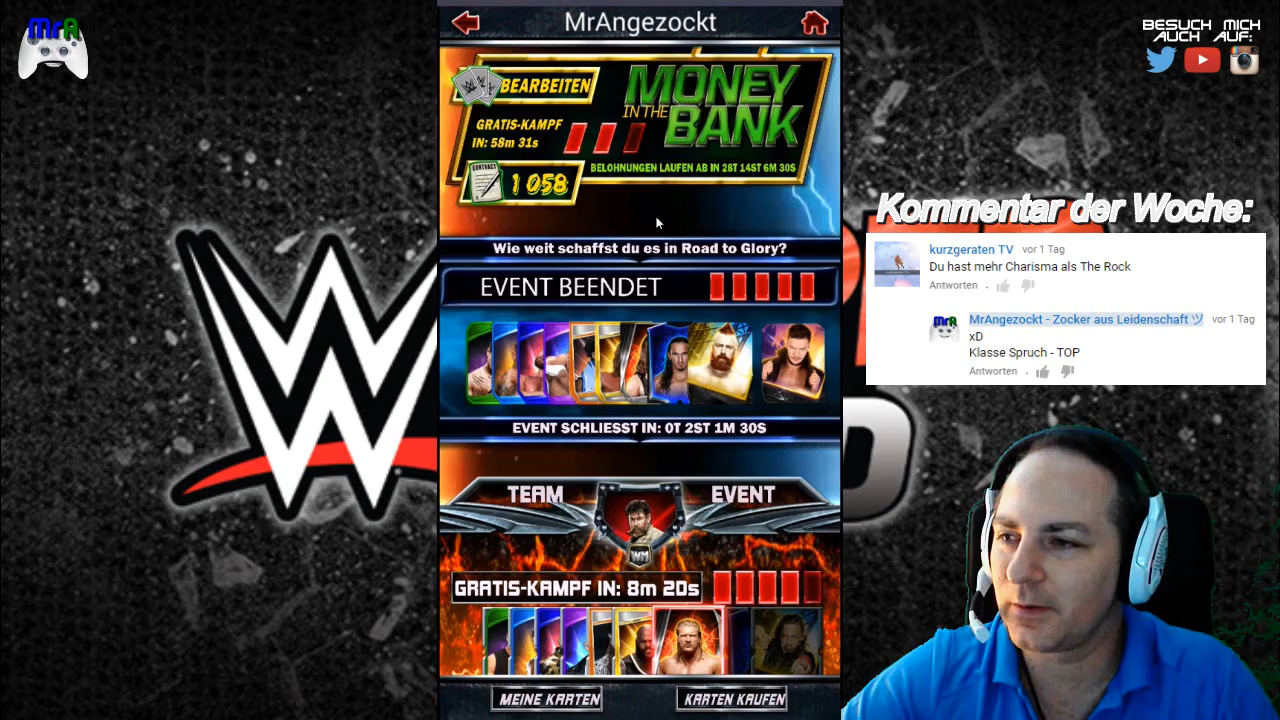 MrA
MrAngezockt
BESUCH MICH
AUCH AUF:
BEARBEITEN
MONEY
IN THE
BANK
GRATIS-KAMPF
IN: 58m 31s
BELOHNUNGEN LAUFEN AB IN 28T 14ST 6M 30S
CONTRACT
1 058
Wie weit schaffst du es in Road to Glory?
EVENT BEENDET
EVENT SCHLIESST IN: 0T 2ST 1M 30S
TEAM
EVENT
WM
GRATIS-KAMPF IN: 8m 20s
MEINE KARTEN
KARTEN KAUFEN
Kommentar der Woche:
kurzgeraten TV vor 1 Tag
Du hast mehr Charisma als The Rock
Antworten
MrA
MrAngezockt - Zocker aus Leidenschaft ツ vor 1 Tag
xD
Klasse Spruch - TOP
Antworten